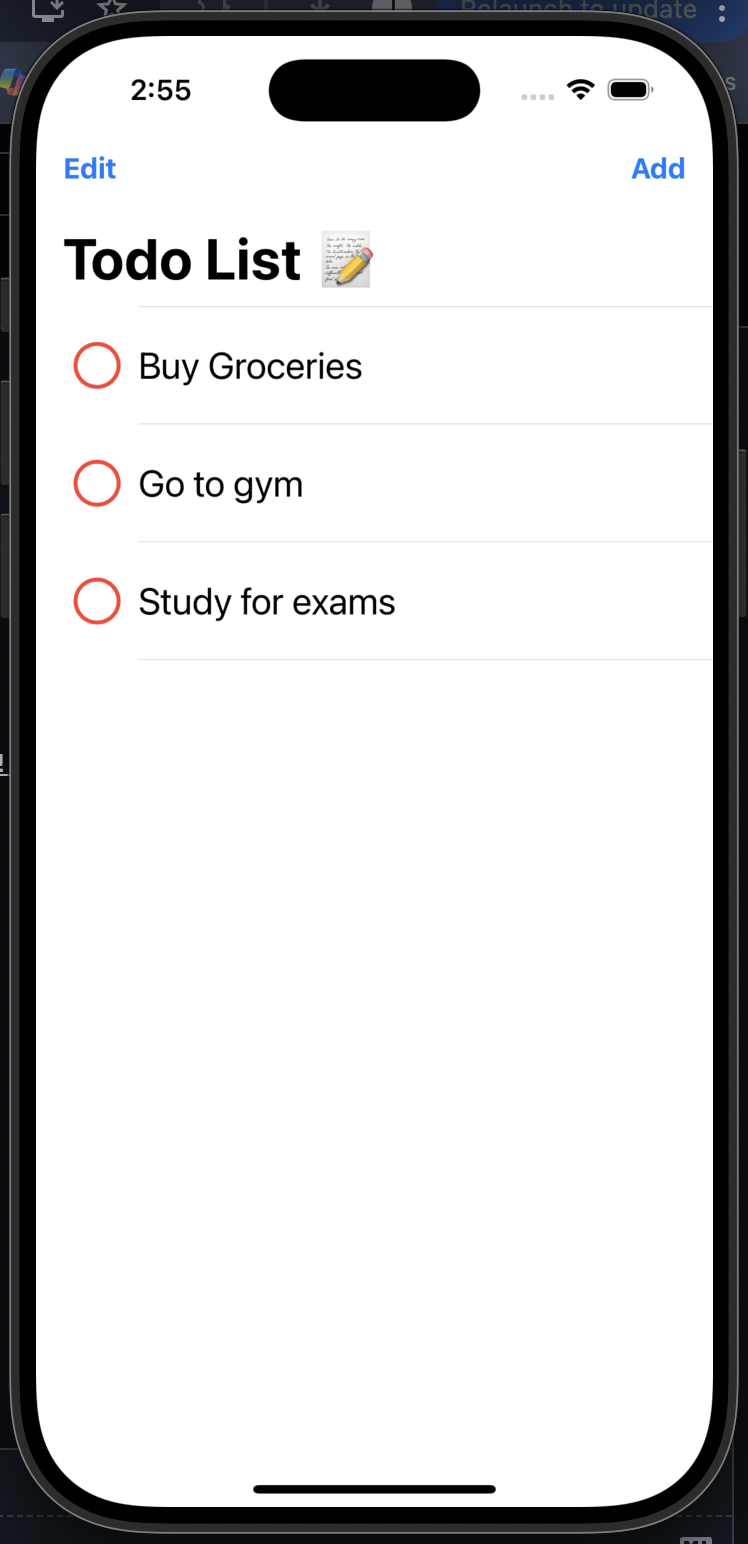 Relaunch to update
2:55
Edit
Add
Todo List
Buy Groceries
Go to gym
Study for exams